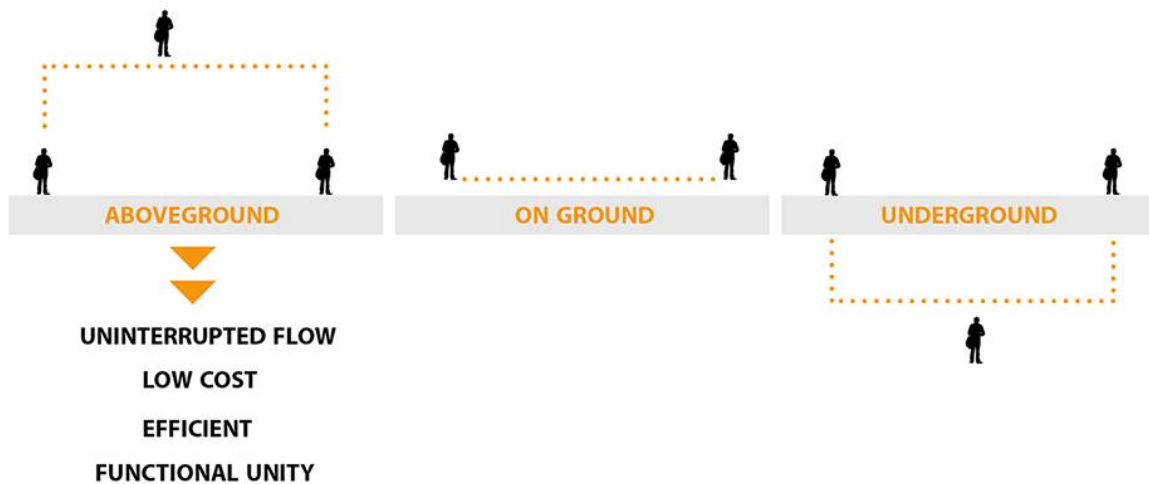 ABOVEGROUND
ON GROUND
UNDERGROUND
UNINTERRUPTED FLOW
LOW COST
EFFICIENT
FUNCTIONAL UNITY